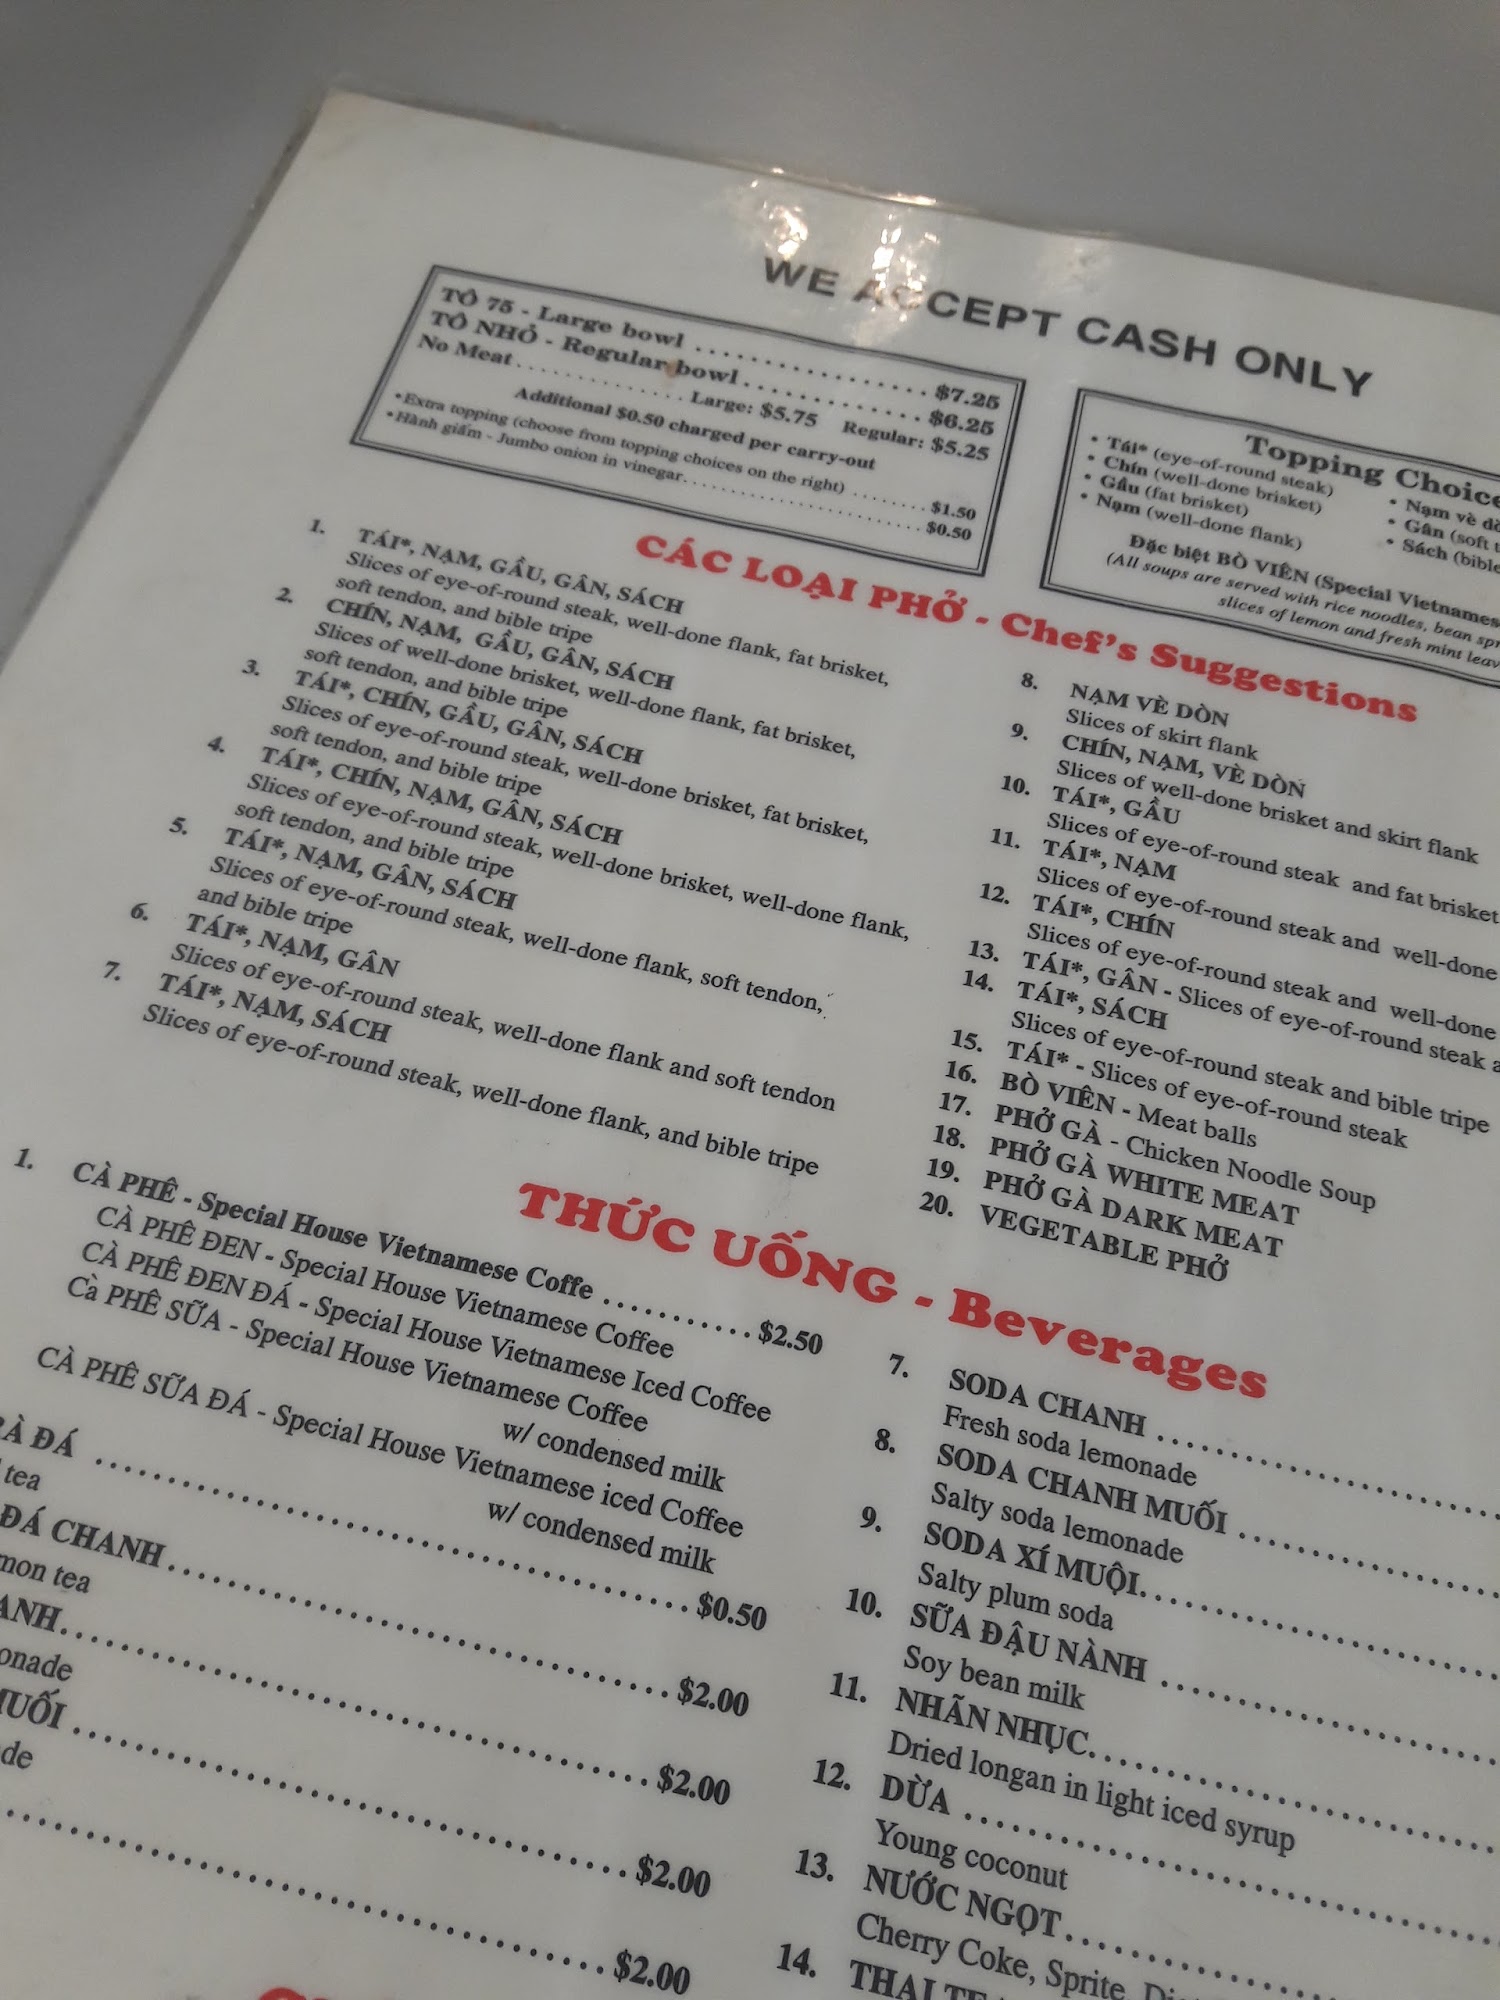 WE ACCEPT CASH ONLY
TÔ 75 - Large bowl . . . . . . . . . . . . . . . . . . $7.25
TÔ NHỎ - Regular bowl . . . . . . . . . . . . . $6.25
No Meat . . . . . . . . . . . . . Large: $5.75 Regular: $5.25
Additional $0.50 charged per carry-out
•Extra topping (choose from topping choices on the right) . . . . . . . . $1.50
•Hành giấm - Jumbo onion in vinegar. . . . . . . . . . . . . . . . . . . . . . $0.50
Topping
• Tái* (eye-of-round steak)
• Chín (well-done brisket)
• Gầu (fat brisket)
• Nạm (well-done flank)
• Nạm vè
• Gân (soft
• Sách
Đặc biệt BÒ VIÊN (Special
(All soups are served with rice noodles, bean
slices of lemon and fresh mint
CÁC LOẠI PHỞ - Chef's Suggestions
1. TÁI*, NẠM, GẦU, GÂN, SÁCH
Slices of eye-of-round steak, well-done flank, fat brisket,
soft tendon, and bible tripe
2. CHÍN, NẠM, GẦU, GÂN, SÁCH
Slices of well-done brisket, well-done flank, fat brisket,
soft tendon, and bible tripe
3. TÁI*, CHÍN, GẦU, GÂN, SÁCH
Slices of eye-of-round steak, well-done brisket, fat brisket,
soft tendon, and bible tripe
4. TÁI*, CHÍN, NẠM, GÂN, SÁCH
Slices of eye-of-round steak, well-done brisket, well-done flank,
soft tendon, and bible tripe
5. TÁI*, NẠM, GÂN, SÁCH
Slices of eye-of-round steak, well-done flank, soft tendon,
and bible tripe
6. TÁI*, NẠM, GÂN
Slices of eye-of-round steak, well-done flank and soft tendon
7. TÁI*, NẠM, SÁCH
Slices of eye-of-round steak, well-done flank, and bible tripe
8. NẠM VÈ DÒN
Slices of skirt flank
9. CHÍN, NẠM, VÈ DÒN
Slices of well-done brisket and skirt flank
10. TÁI*, GẦU
Slices of eye-of-round steak and fat brisket
11. TÁI*, NẠM
Slices of eye-of-round steak and well-done
12. TÁI*, CHÍN
Slices of eye-of-round steak and well-done
13. TÁI*, GÂN - Slices of eye-of-round steak
14. TÁI*, SÁCH
Slices of eye-of-round steak and bible tripe
15. TÁI* - Slices of eye-of-round steak
16. BÒ VIÊN - Meat balls
17. PHỞ GÀ - Chicken Noodle Soup
18. PHỞ GÀ WHITE MEAT
19. PHỞ GÀ DARK MEAT
20. VEGETABLE PHỞ
THỨC UỐNG - Beverages
1. CÀ PHÊ - Special House Vietnamese Coffe . . . . . . . . . . . $2.50
CÀ PHÊ ĐEN - Special House Vietnamese Coffee
CÀ PHÊ ĐEN ĐÁ - Special House Vietnamese Iced Coffee
Cà PHÊ SỮA - Special House Vietnamese Coffee
w/ condensed milk
CÀ PHÊ SỮA ĐÁ - Special House Vietnamese iced Coffee
w/ condensed milk
ĐÁ . . . . . . . . . . . . . . . . . . . . . . . . . . . . . . . . . . . . . . $0.50
tea
ĐÁ CHANH . . . . . . . . . . . . . . . . . . . . . . . . . . . . . . . $2.00
tea
. . . . . . . . . . . . . . . . . . . . . . . . . . . . . . . . . . . . . . $2.00
. . . . . . . . . . . . . . . . . . . . . . . . . . . . . . . . . . . . . . $2.00
. . . . . . . . . . . . . . . . . . . . . . . . . . . . . . . . . . . . . . $2.00
7. SODA CHANH . . . . . . . . . . . . . . . . . . . . . . . .
Fresh soda lemonade
8. SODA CHANH MUỐI . . . . . . . . . . . . . . . . . .
Salty soda lemonade
9. SODA XÍ MUỘI. . . . . . . . . . . . . . . . . . . . . . . .
Salty plum soda
10. SỮA ĐẬU NÀNH . . . . . . . . . . . . . . . . . . . . . .
Soy bean milk
11. NHÃN NHỤC. . . . . . . . . . . . . . . . . . . . . . . . . .
Dried longan in light iced syrup
12. DỪA . . . . . . . . . . . . . . . . . . . . . . . . . . . . . . . .
Young coconut
13. NƯỚC NGỌT . . . . . . . . . . . . . . . . . . . . . . . .
Cherry Coke, Sprite,
14. THAI